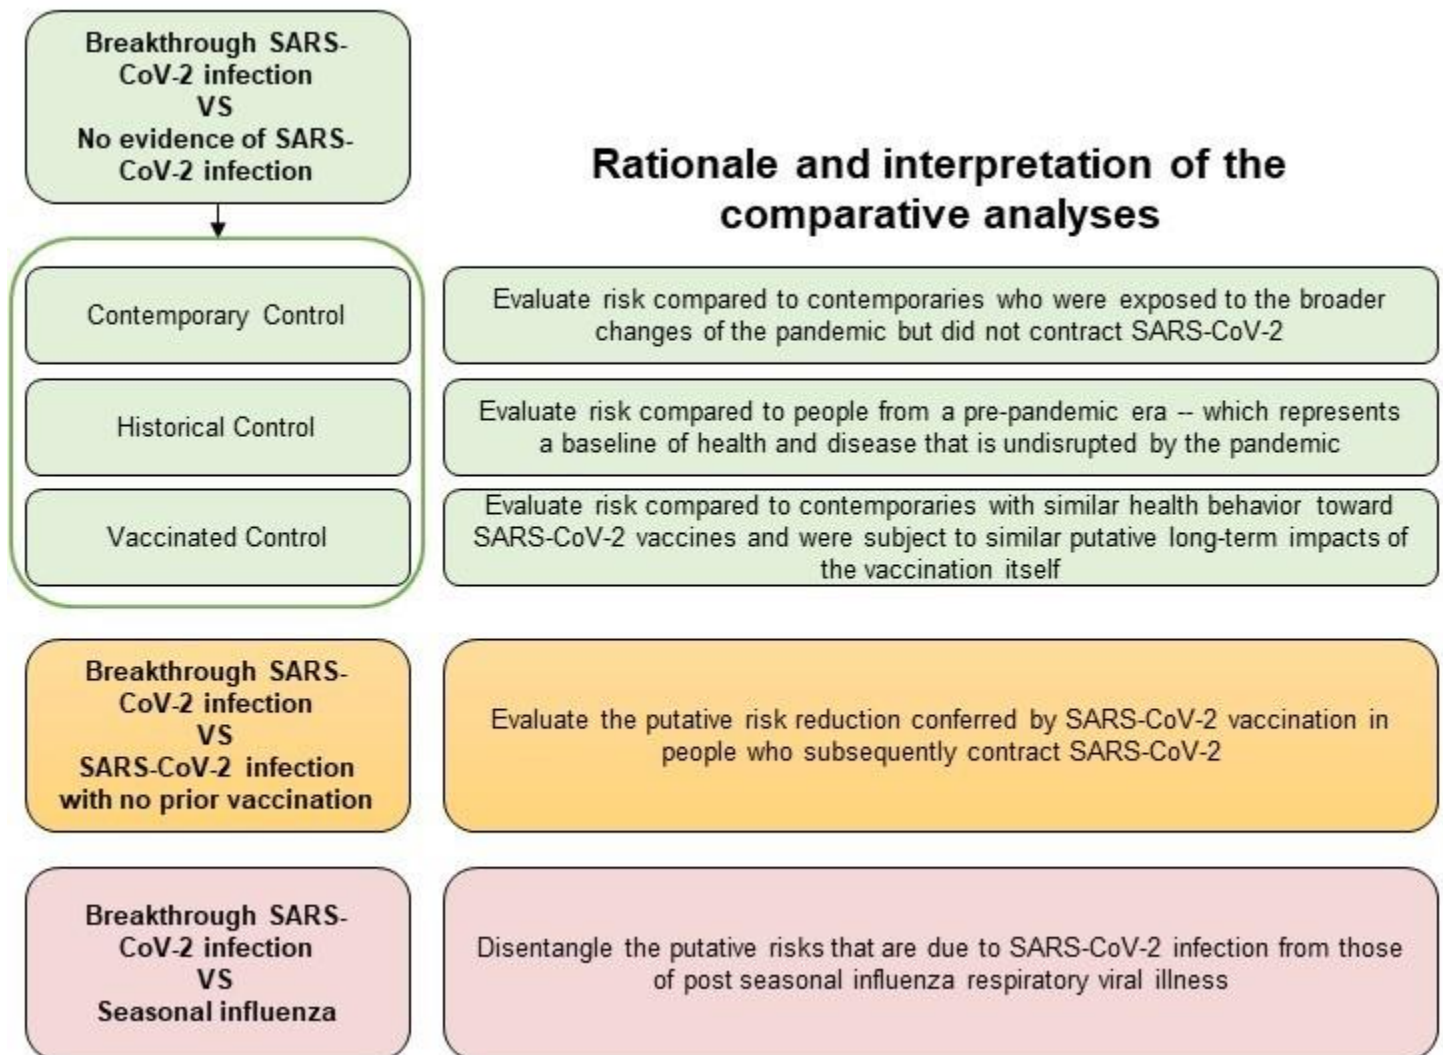 Breakthrough SARS-
CoV-2 infection
VS
No evidence of SARS-
CoV-2 infection
Rationale and interpretation of the
comparative analyses
Contemporary Control
Evaluate risk compared to contemporaries who were exposed to the broader
changes of the pandemic but did not contract SARS-CoV-2
Historical Control
Evaluate risk compared to people from a pre-pandemic era -- which represents
a baseline of health and disease that is undisrupted by the pandemic
Vaccinated Control
Evaluate risk compared to contemporaries with similar health behavior toward
SARS-CoV-2 vaccines and were subject to similar putative long-term impacts of
the vaccination itself
Breakthrough SARS-
CoV-2 infection
VS
SARS-CoV-2 infection
with no prior vaccination
Evaluate the putative risk reduction conferred by SARS-CoV-2 vaccination in
people who subsequently contract SARS-CoV-2
Breakthrough SARS-
CoV-2 infection
VS
Seasonal influenza
Disentangle the putative risks that are due to SARS-CoV-2 infection from those
of post seasonal influenza respiratory viral illness